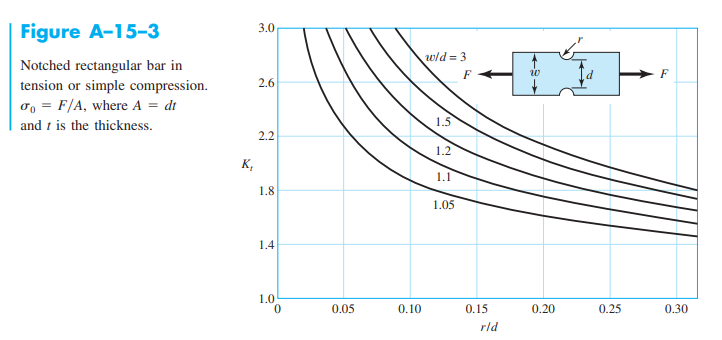 Figure A–15–3
Notched rectangular bar in
tension or simple compression.
σ0 = F/A, where A = dt
and t is the thickness.
3.0
2.6
2.2
1.8
1.4
1.0
Kt
w/d = 3
1.5
1.2
1.1
1.05
r
F
w
d
F
0
0.05
0.10
0.15
0.20
0.25
0.30
r/d